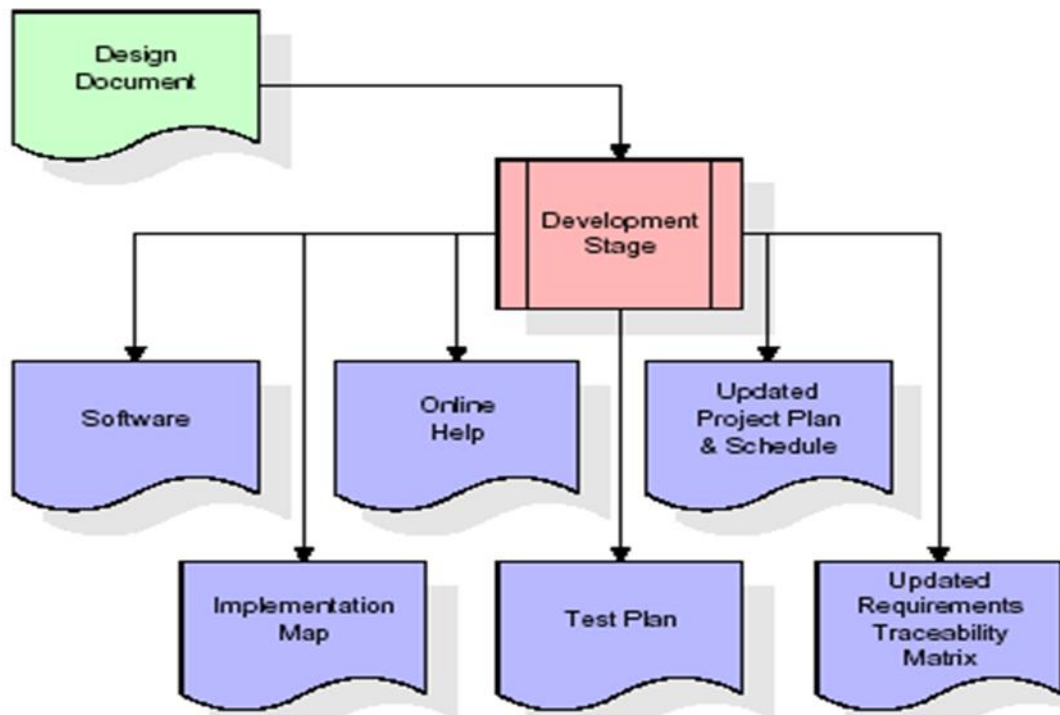 Design
Document
Development
Stage
Software
Online
Help
Updated
Project Plan
& Schedule
Implementation
Map
Test Plan
Updated
Requirements
Traceability
Matrix